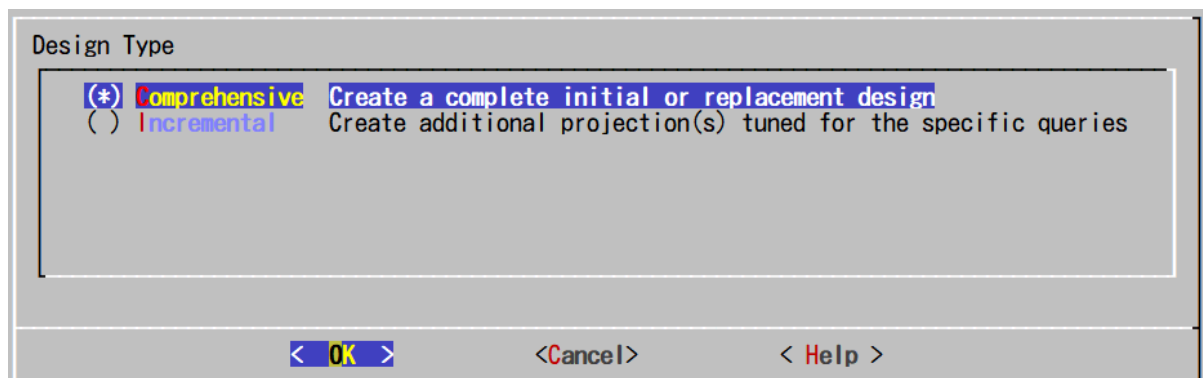 Design Type
(*) Comprehensive Create a complete initial or replacement design
( ) Incremental Create additional projection(s) tuned for the specific queries
< OK > <Cancel> < Help >